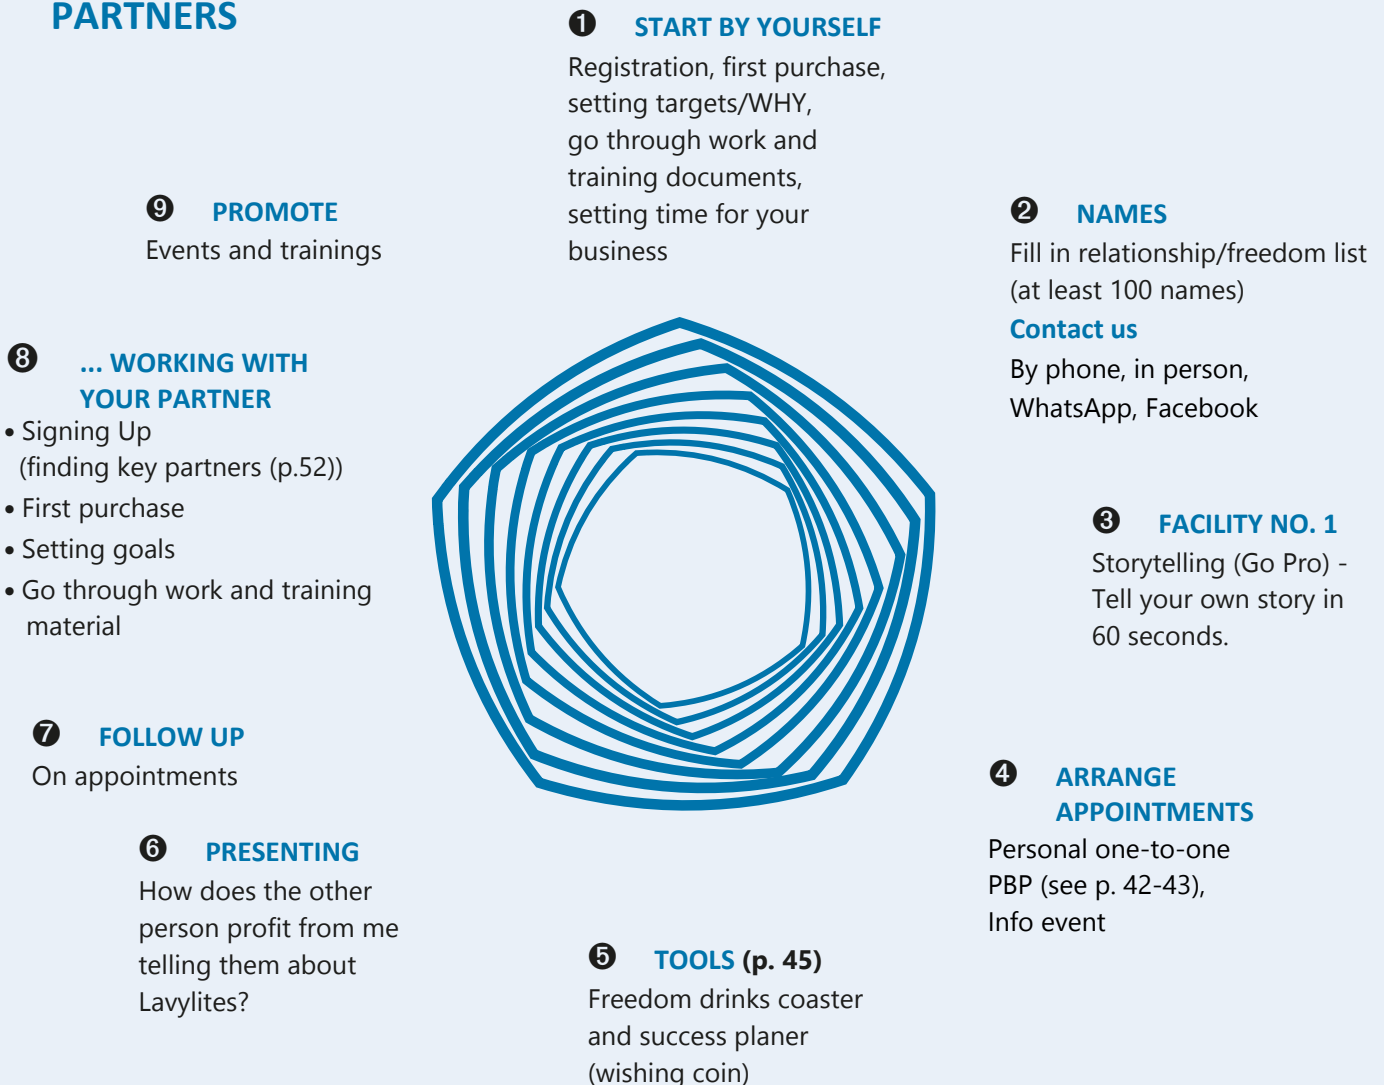 PARTNERS
❶ START BY YOURSELF
Registration, first purchase,
setting targets/WHY,
go through work and
training documents,
setting time for your
business
❷ NAMES
Fill in relationship/freedom list
(at least 100 names)
Contact us
By phone, in person,
WhatsApp, Facebook
❸ FACILITY NO. 1
Storytelling (Go Pro) -
Tell your own story in
60 seconds.
❹ ARRANGE
APPOINTMENTS
Personal one-to-one
PBP (see p. 42-43),
Info event
❺ TOOLS (p. 45)
Freedom drinks coaster
and success planer
(wishing coin)
❻ PRESENTING
How does the other
person profit from me
telling them about
Lavylites?
❼ FOLLOW UP
On appointments
❽ ... WORKING WITH
YOUR PARTNER
• Signing Up
(finding key partners (p.52))
• First purchase
• Setting goals
• Go through work and training
material
❾ PROMOTE
Events and trainings